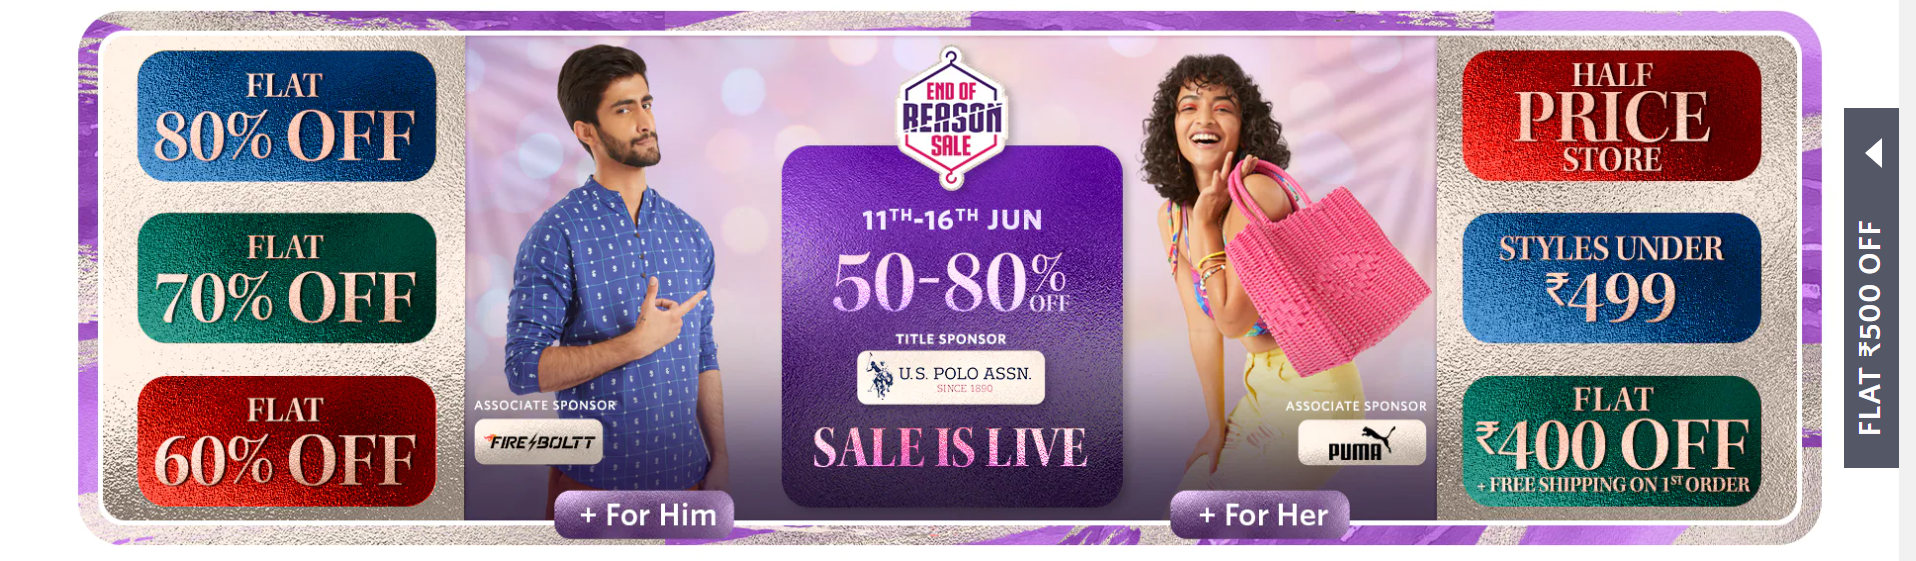 FLAT
80% OFF
FLAT
70% OFF
FLAT
60% OFF
ASSOCIATE SPONSOR
FIRE-BOLTT
+ For Him
END OF
REASON
SALE
11TH-16TH JUN
50-80% OFF
TITLE SPONSOR
U.S. POLO ASSN.
SINCE 1890
SALE IS LIVE
ASSOCIATE SPONSOR
PUMA
+ For Her
HALF
PRICE
STORE
STYLES UNDER
₹499
FLAT
₹400 OFF
+ FREE SHIPPING ON 1ST ORDER
FLAT ₹500 OFF